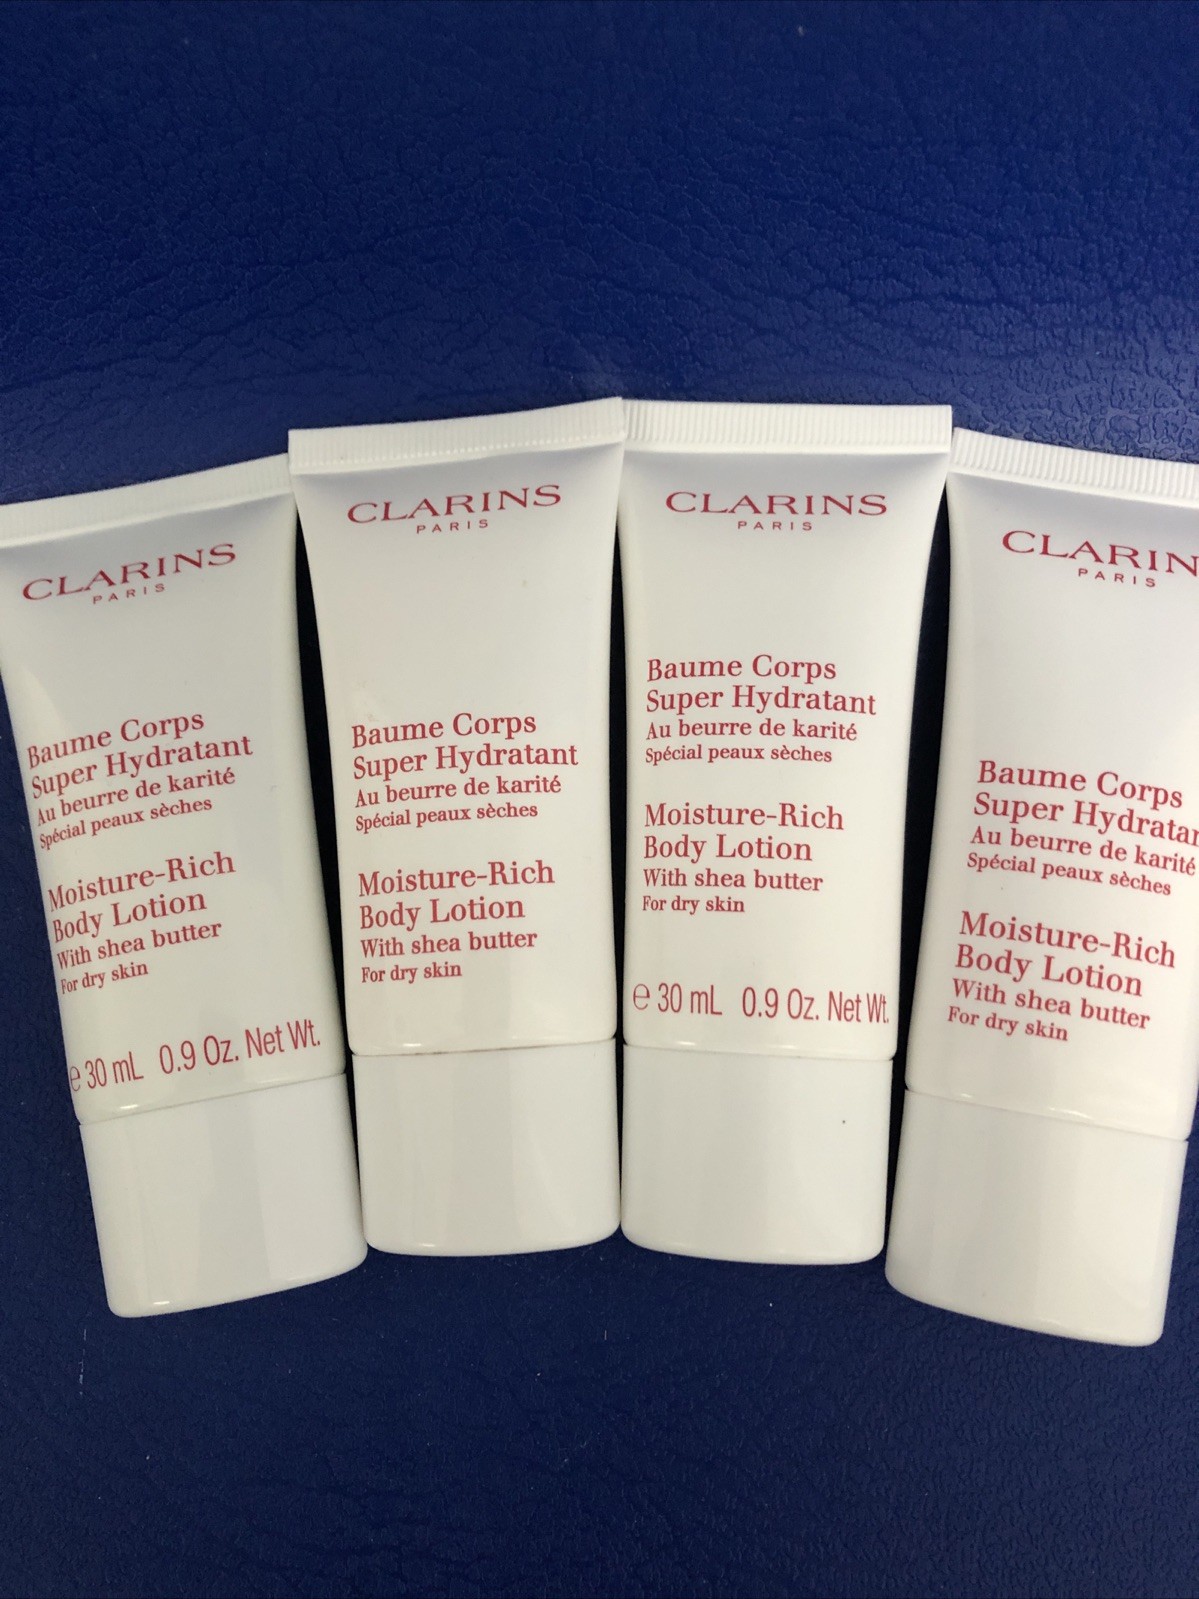 CLARINS
PARIS
Baume Corps
Super Hydratant
Au beurre de karité
Spécial peaux sèches
Moisture-Rich
Body Lotion
With shea butter
For dry skin
e 30 mL 0.9 Oz. Net Wt.
CLARINS
PARIS
Baume Corps
Super Hydratant
Au beurre de karité
Spécial peaux sèches
Moisture-Rich
Body Lotion
With shea butter
For dry skin
CLARINS
PARIS
Baume Corps
Super Hydratant
Au beurre de karité
Spécial peaux sèches
Moisture-Rich
Body Lotion
With shea butter
For dry skin
e 30 mL 0.9 Oz. Net Wt.
CLARIN
PARIS
Baume Corps
Super Hydratan
Au beurre de karité
Spécial peaux sèches
Moisture-Rich
Body Lotion
With shea butter
For dry skin